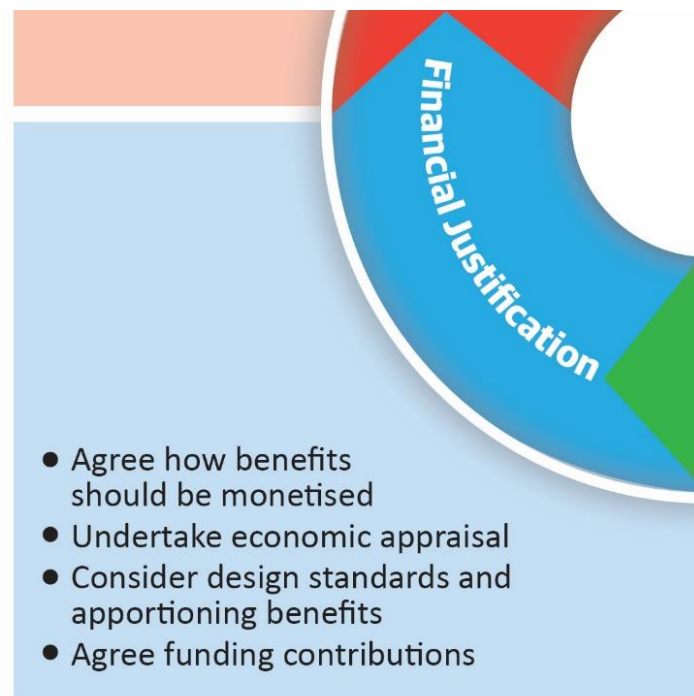 Financial Justification
● Agree how benefits
should be monetised
● Undertake economic appraisal
● Consider design standards and
apportioning benefits
● Agree funding contributions